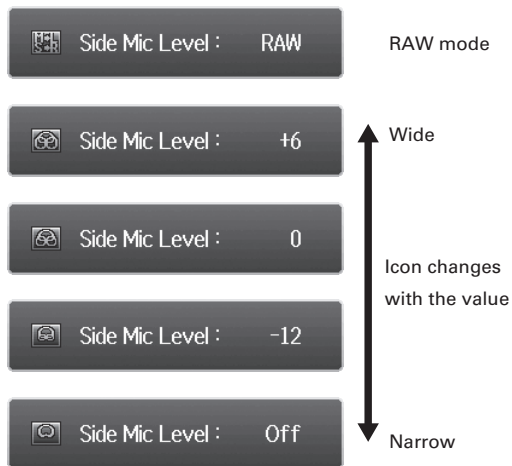 Side Mic Level : RAW
RAW mode
Side Mic Level : +6
Wide
Side Mic Level : 0
Icon changes
with the value
Side Mic Level : -12
Side Mic Level : Off
Narrow